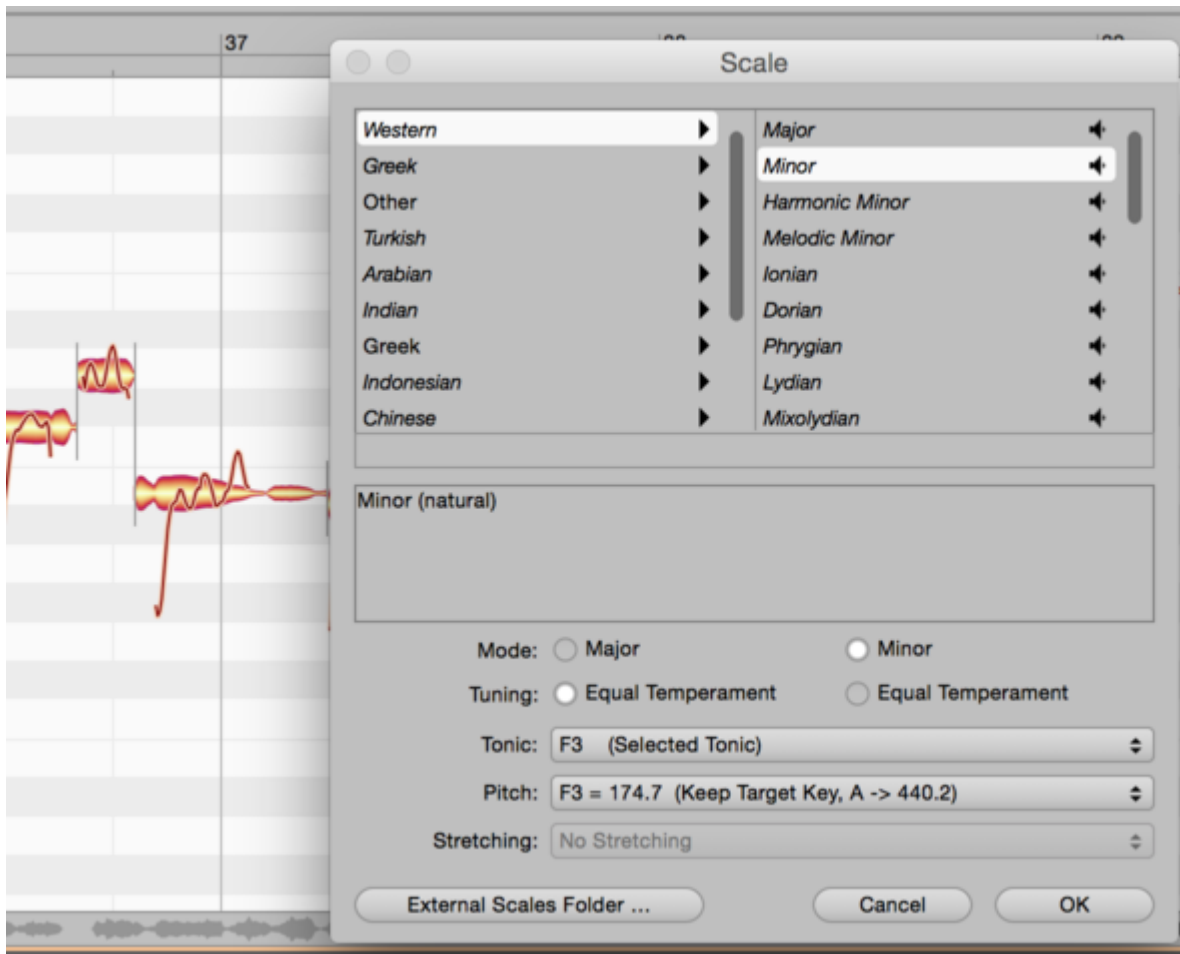 37
Scale
Western
Greek
Other
Turkish
Arabian
Indian
Greek
Indonesian
Chinese
Major
Minor
Harmonic Minor
Melodic Minor
Ionian
Dorian
Phrygian
Lydian
Mixolydian
Minor (natural)
Mode: Major Minor
Tuning: Equal Temperament Equal Temperament
Tonic: F3 (Selected Tonic)
Pitch: F3 = 174.7 (Keep Target Key, A -> 440.2)
Stretching: No Stretching
External Scales Folder ... Cancel OK